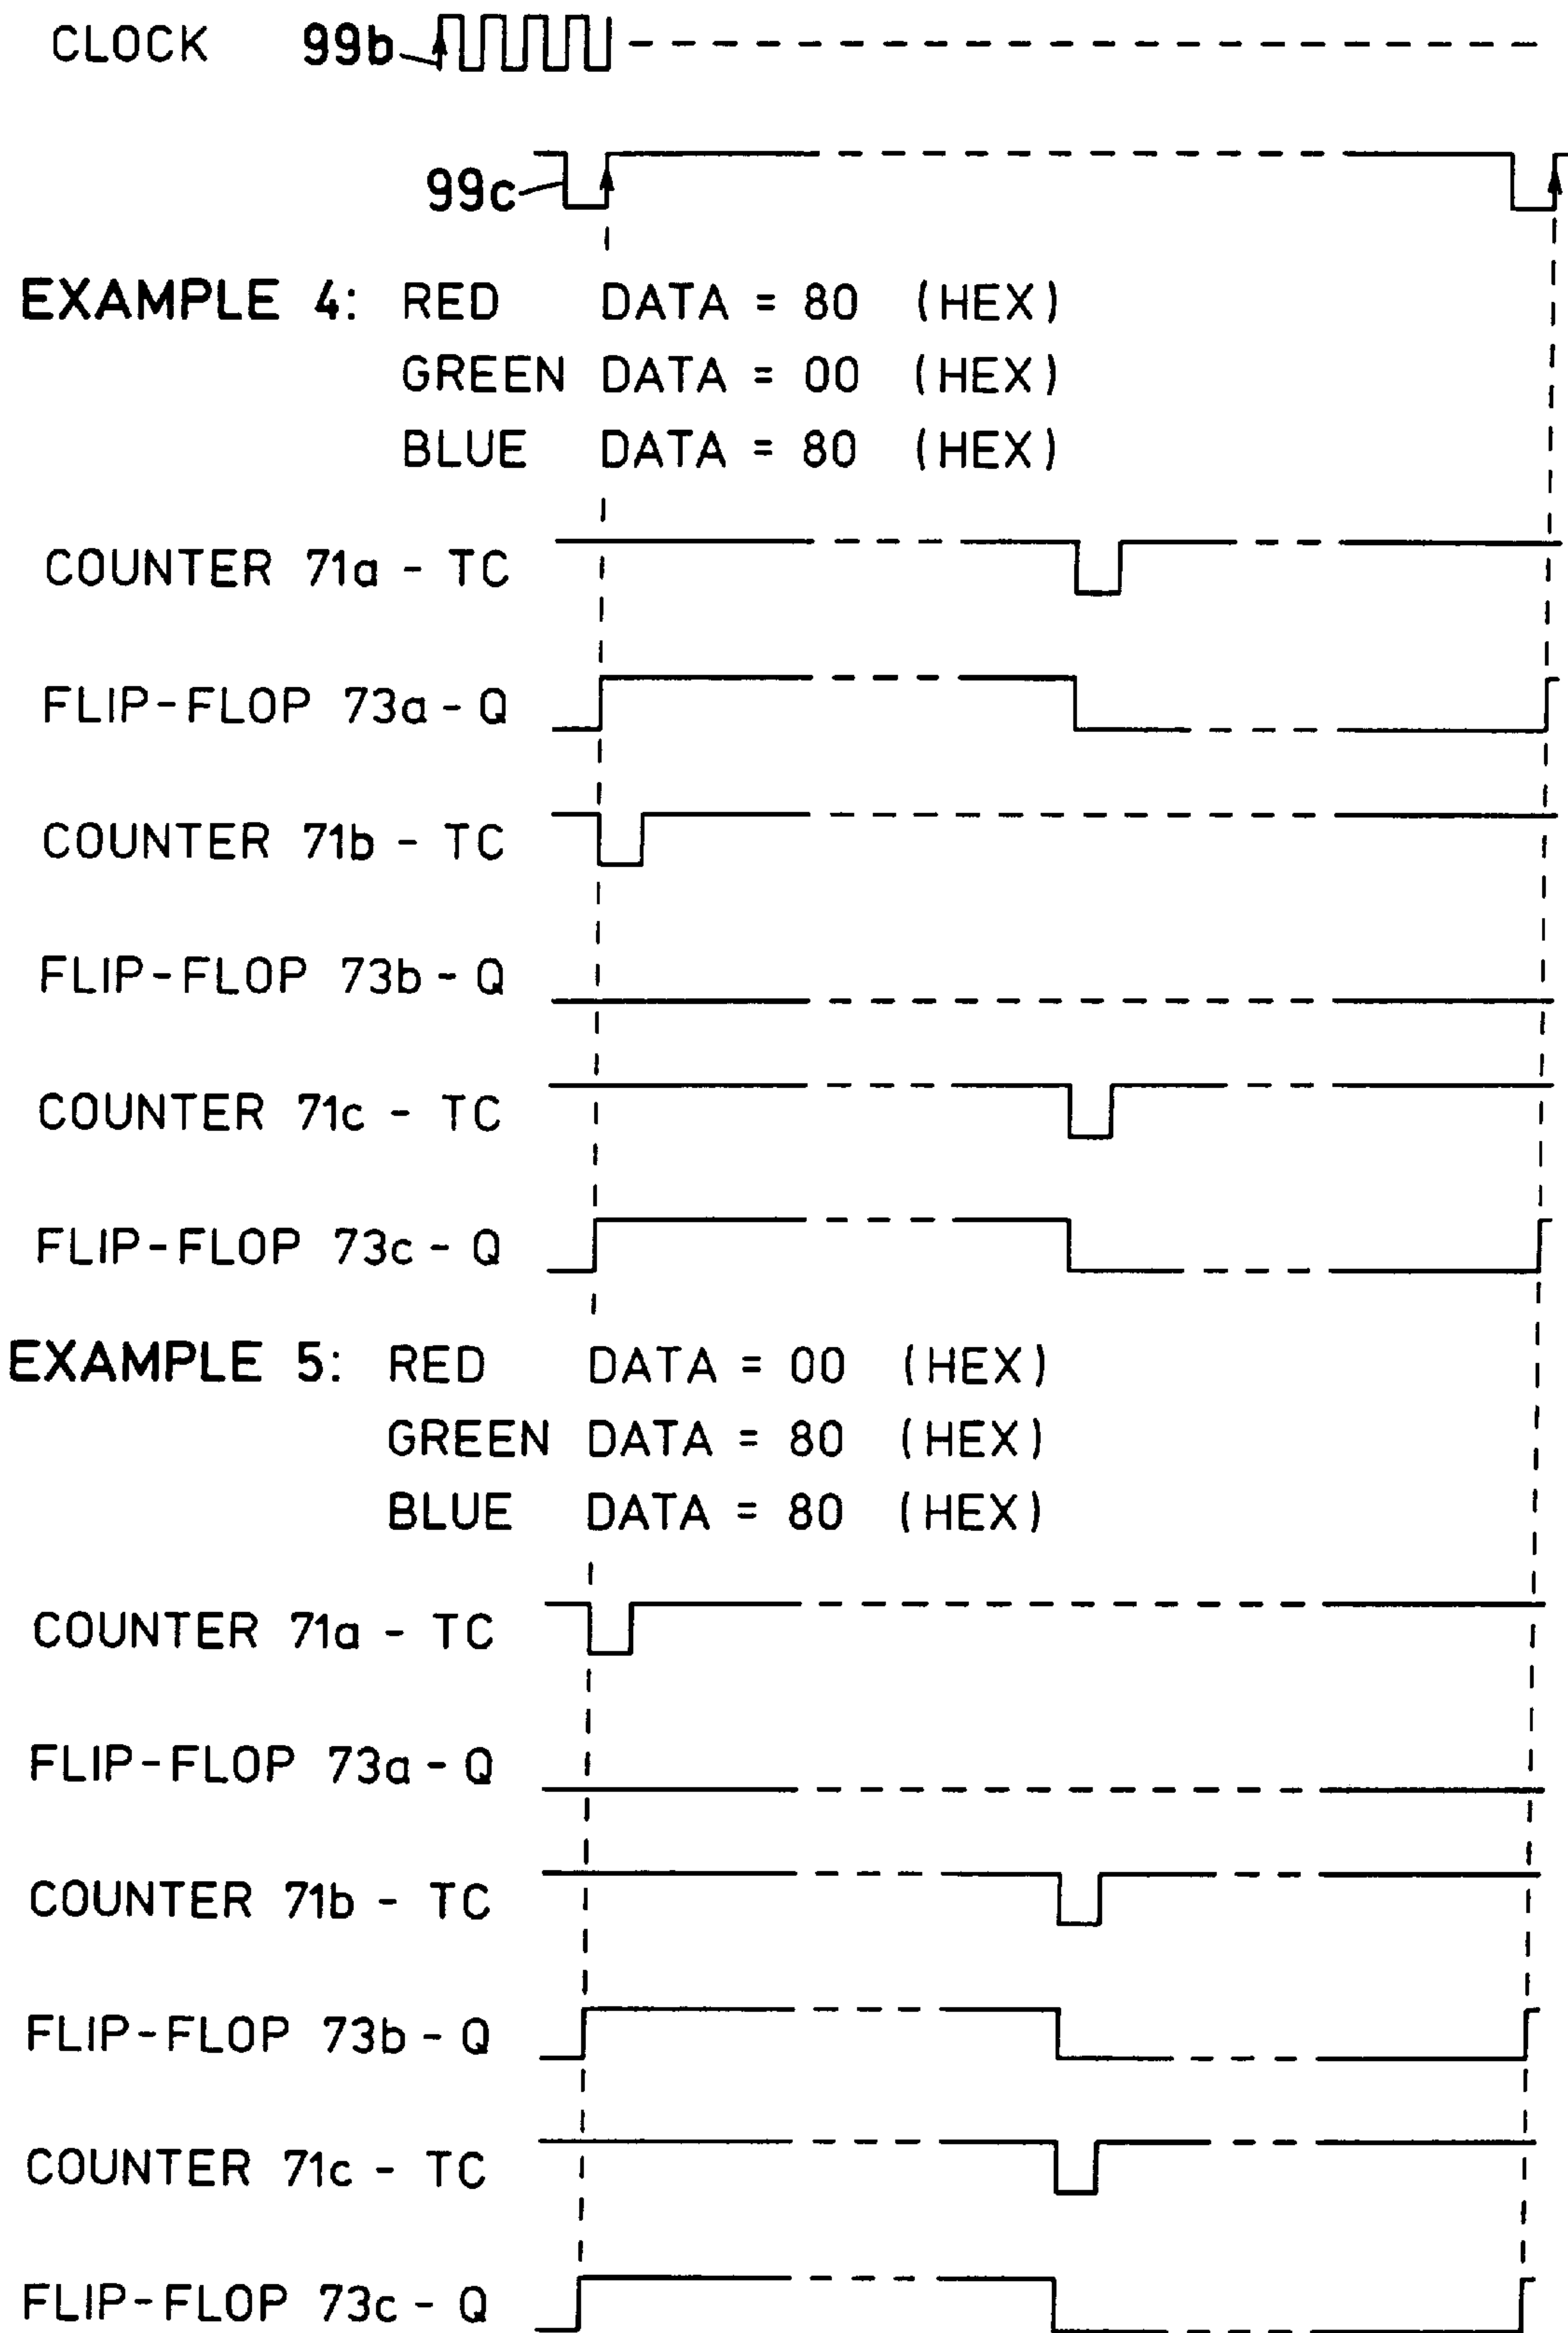 CLOCK 99b
99c
EXAMPLE 4: RED DATA = 80 (HEX)
GREEN DATA = 00 (HEX)
BLUE DATA = 80 (HEX)
COUNTER 71a - TC
FLIP-FLOP 73a - Q
COUNTER 71b - TC
FLIP-FLOP 73b - Q
COUNTER 71c - TC
FLIP-FLOP 73c - Q
EXAMPLE 5: RED DATA = 00 (HEX)
GREEN DATA = 80 (HEX)
BLUE DATA = 80 (HEX)
COUNTER 71a - TC
FLIP-FLOP 73a - Q
COUNTER 71b - TC
FLIP-FLOP 73b - Q
COUNTER 71c - TC
FLIP-FLOP 73c - Q